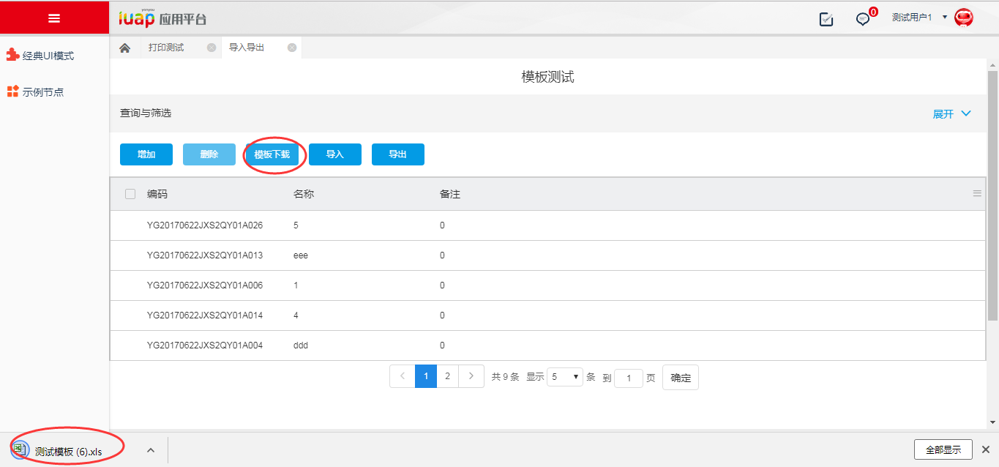 yonyou
iuap 应用平台
0
测试用户1
经典UI模式
示例节点
打印测试 导入导出
模板测试
查询与筛选 展开
增加 删除 模板下载 导入 导出
编码 名称 备注
YG20170622JXS2QY01A026 5 0
YG20170622JXS2QY01A013 eee 0
YG20170622JXS2QY01A006 1 0
YG20170622JXS2QY01A014 4 0
YG20170622JXS2QY01A004 ddd 0
1 2 共 9 条 显示 5 条 到 1 页 确定
测试模板 (6).xls 全部显示